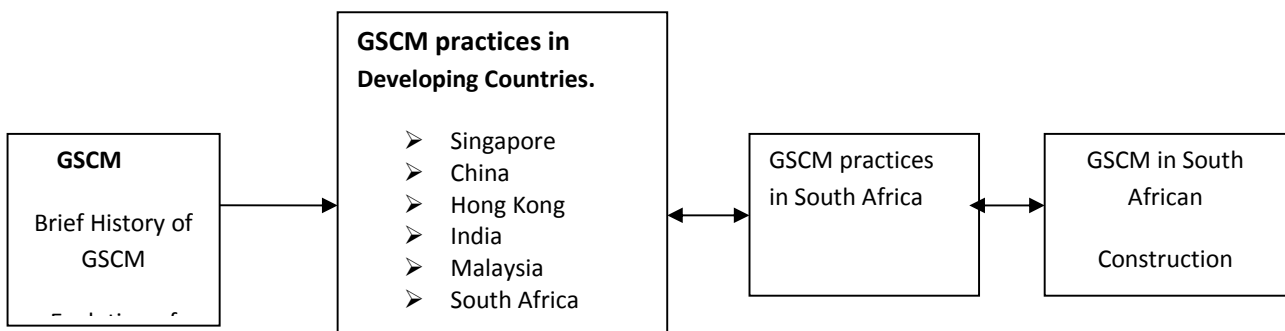 GSCM
Brief History of
GSCM
GSCM practices in
Developing Countries.
➢ Singapore
➢ China
➢ Hong Kong
➢ India
➢ Malaysia
➢ South Africa
GSCM practices
in South Africa
GSCM in South
African
Construction